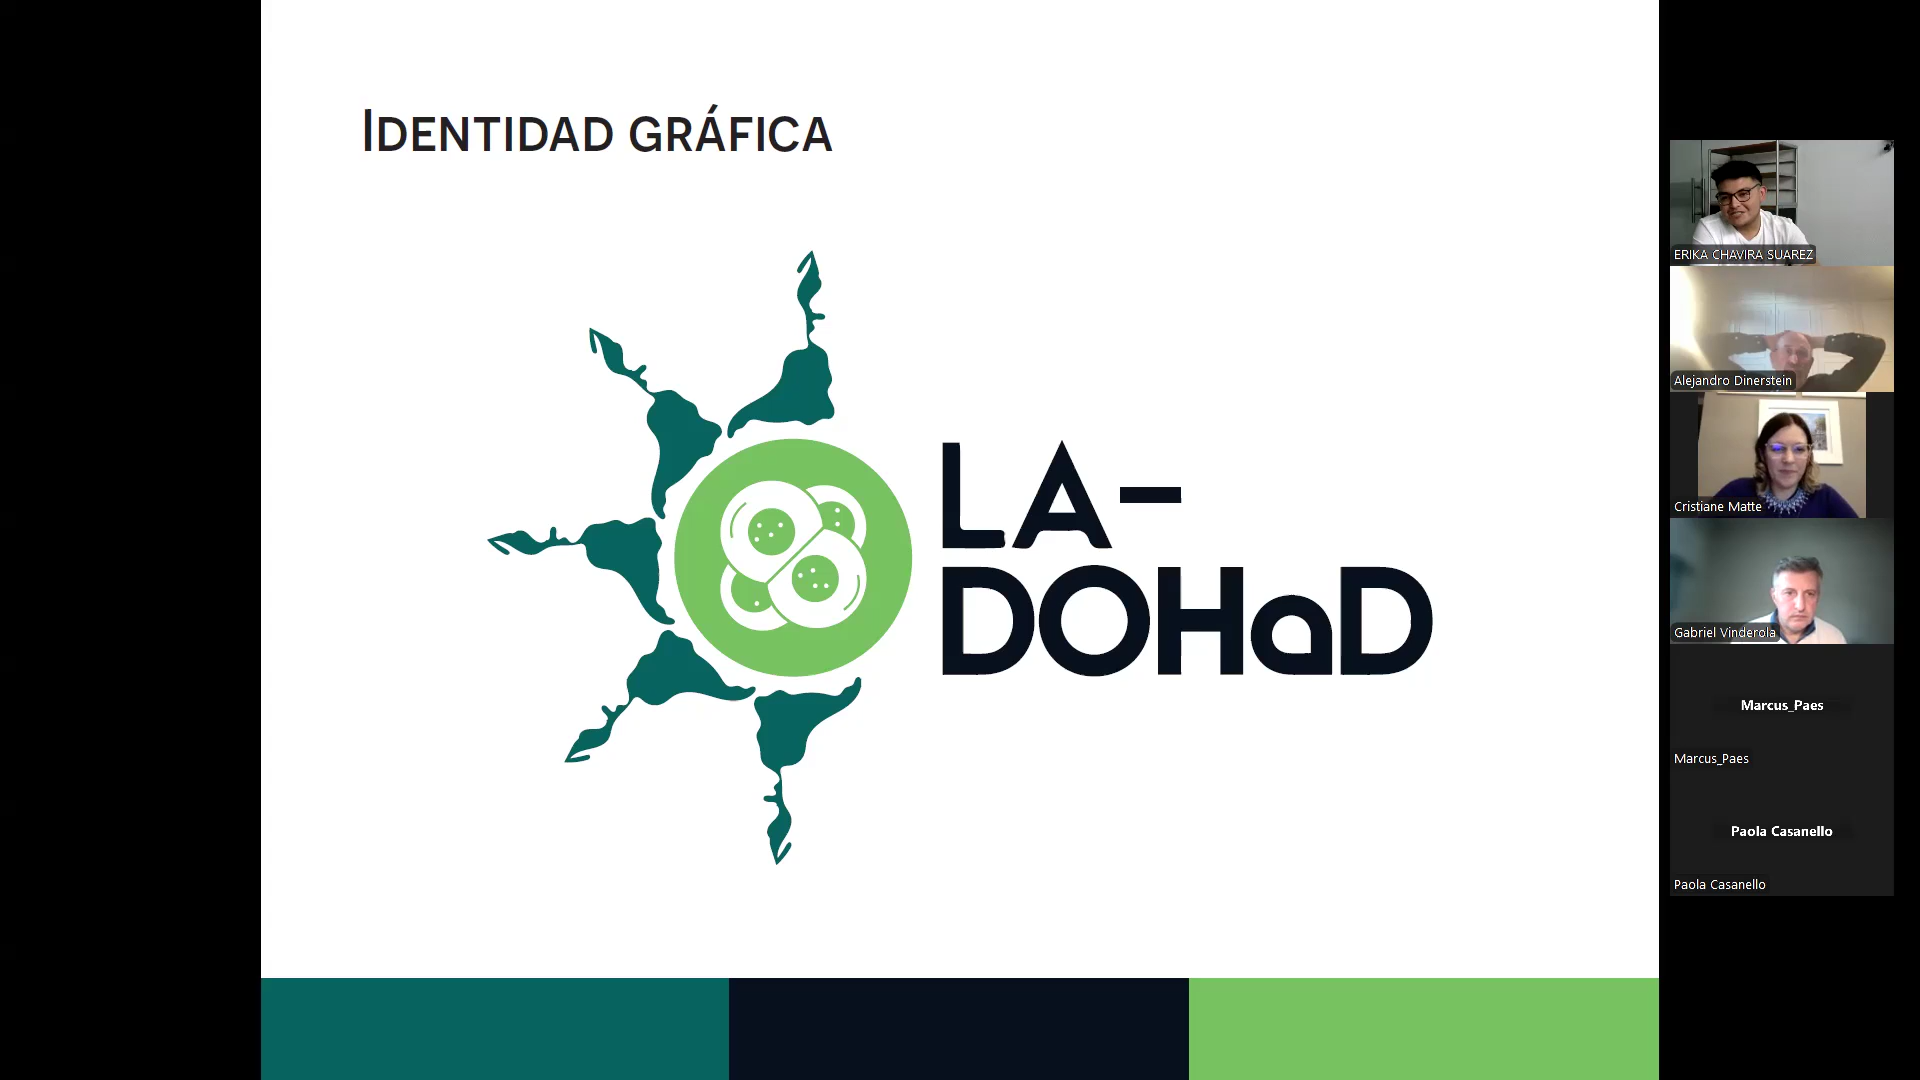 IDENTIDAD GRÁFICA
LA-
DOHaD
ERIKA CHAVIRA SUAREZ
Alejandro Dinerstein
Cristiane Matte
Gabriel Vinderola
Marcus_Paes
Marcus_Paes
Paola Casanello
Paola Casanello